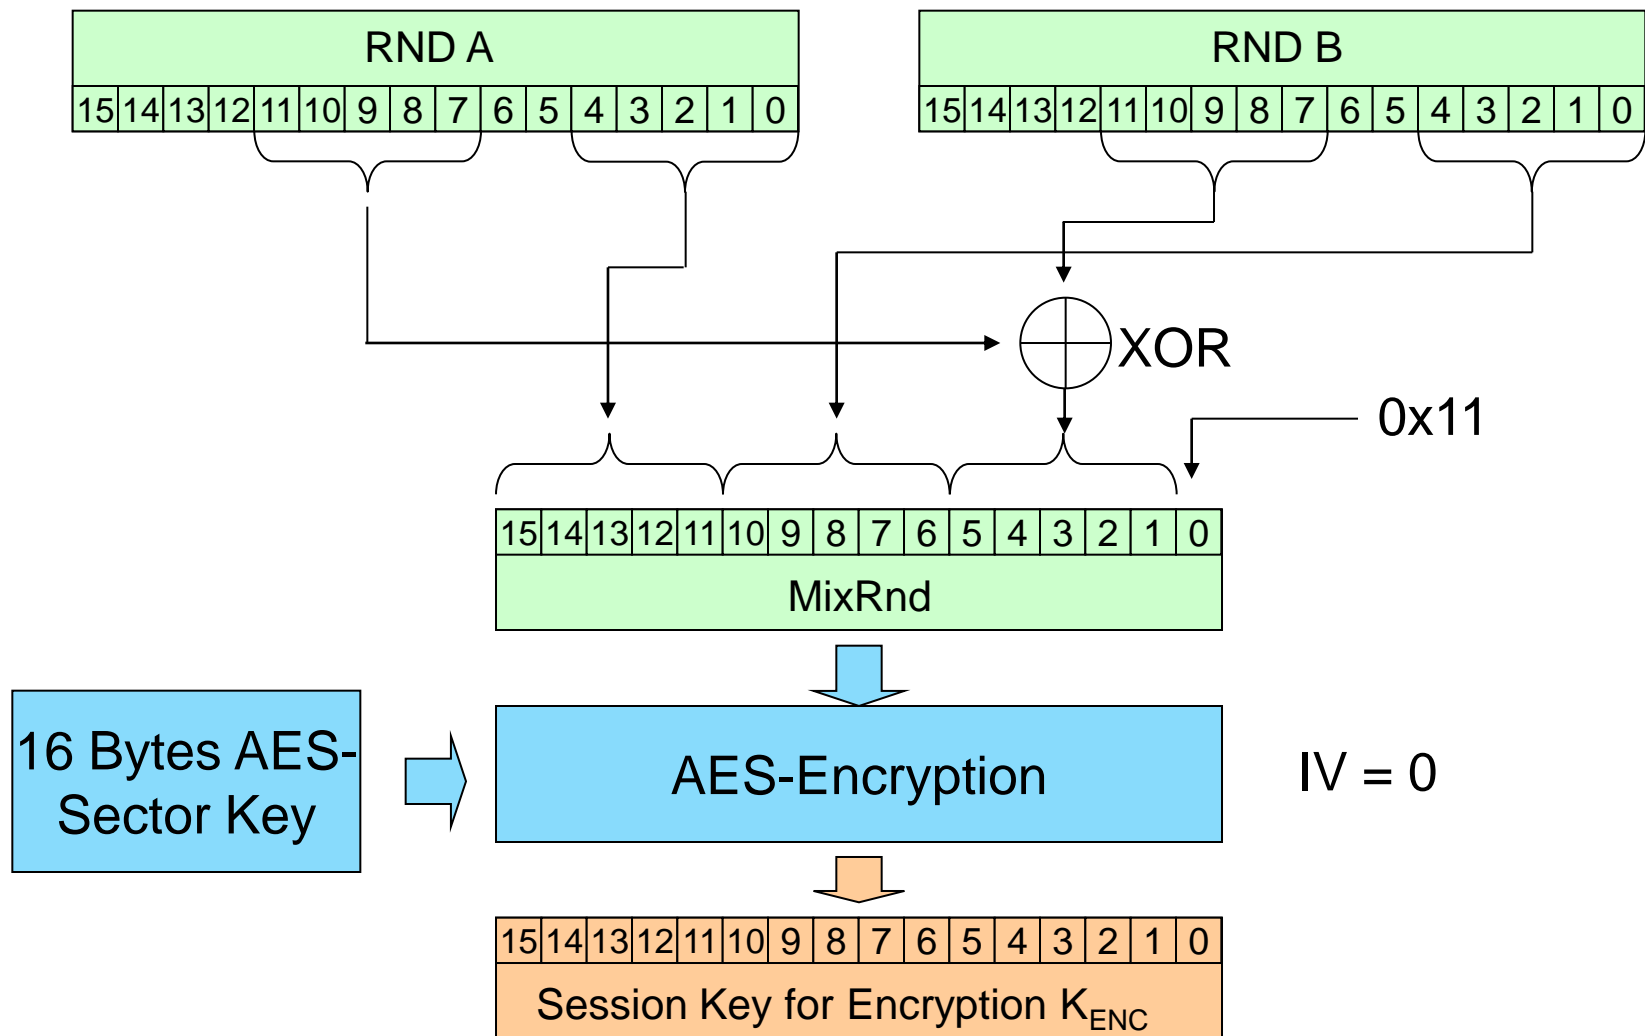 RND A
RND B
15 14 13 12 11 10 9 8 7 6 5 4 3 2 1 0
15 14 13 12 11 10 9 8 7 6 5 4 3 2 1 0
XOR
0x11
15 14 13 12 11 10 9 8 7 6 5 4 3 2 1 0
MixRnd
16 Bytes AES-
Sector Key
AES-Encryption
IV = 0
15 14 13 12 11 10 9 8 7 6 5 4 3 2 1 0
Session Key for Encryption K_ENC